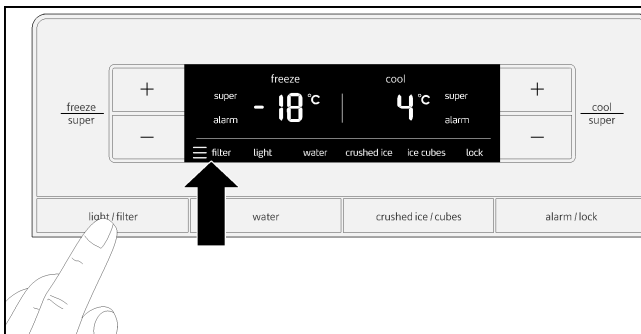 freeze cool
super - 18 °C 4 °C super
alarm alarm
filter light water crushed ice ice cubes lock
+
−
+
−
freeze
super
cool
super
light / filter water crushed ice / cubes alarm / lock